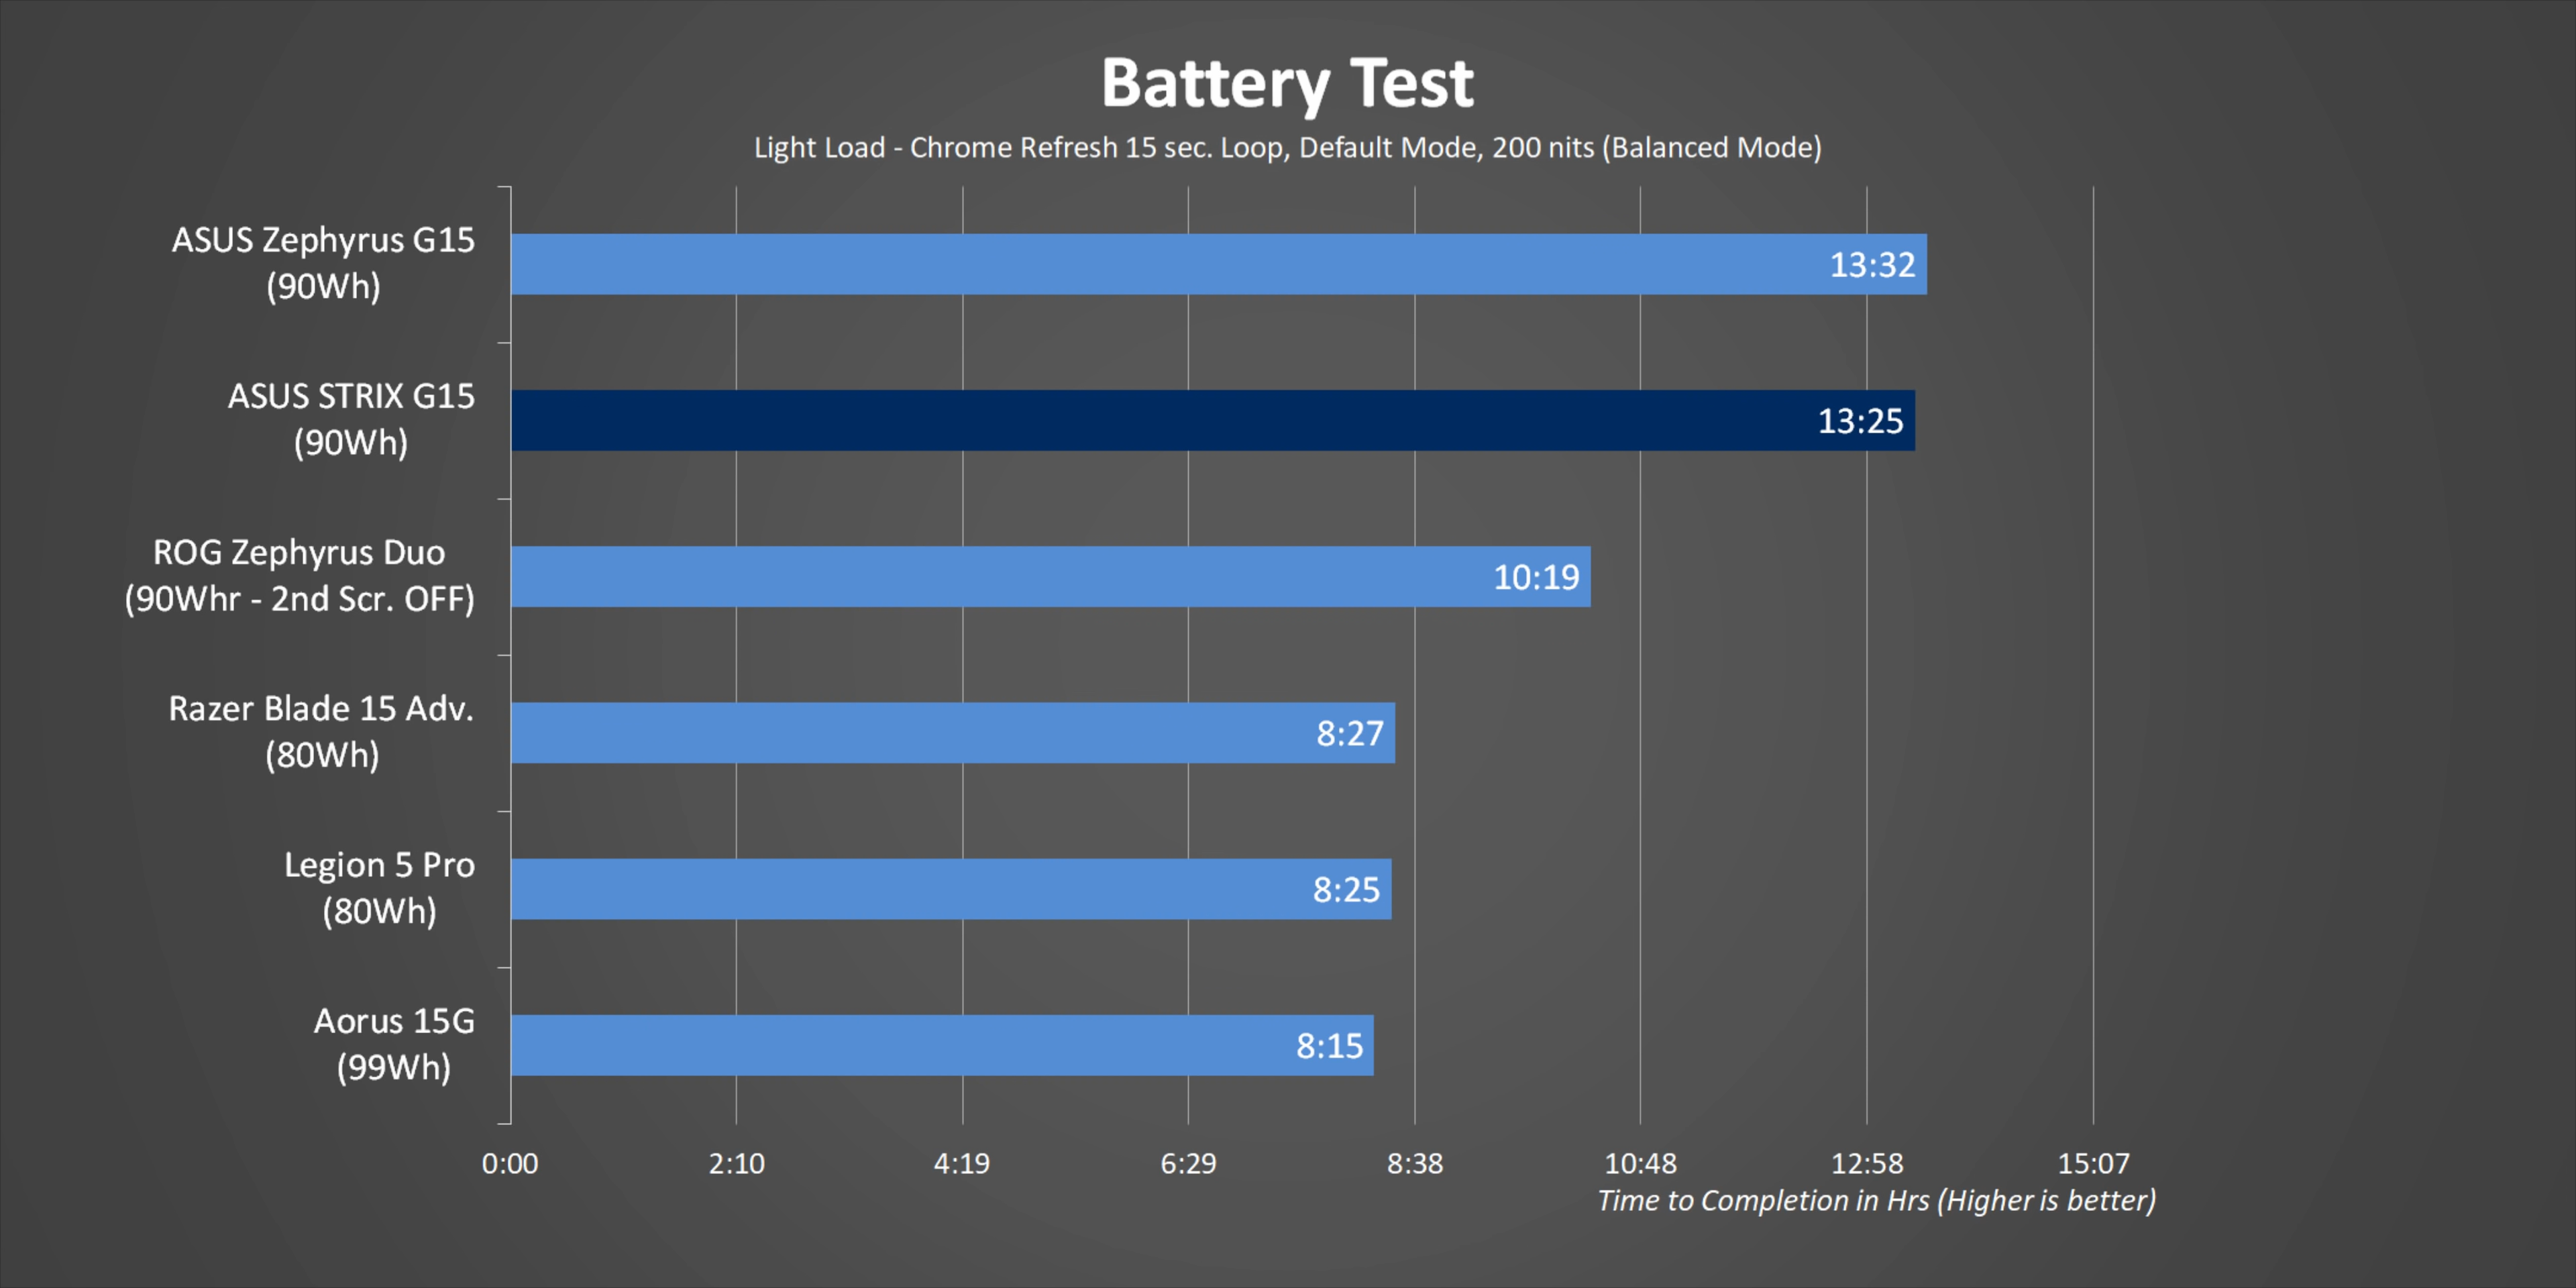 Battery Test
Light Load - Chrome Refresh 15 sec. Loop, Default Mode, 200 nits (Balanced Mode)
ASUS Zephyrus G15
(90Wh)
13:32
ASUS STRIX G15
(90Wh)
13:25
ROG Zephyrus Duo
(90Whr - 2nd Scr. OFF)
10:19
Razer Blade 15 Adv.
(80Wh)
8:27
Legion 5 Pro
(80Wh)
8:25
Aorus 15G
(99Wh)
8:15
0:00 2:10 4:19 6:29 8:38 10:48 12:58 15:07
Time to Completion in Hrs (Higher is better)